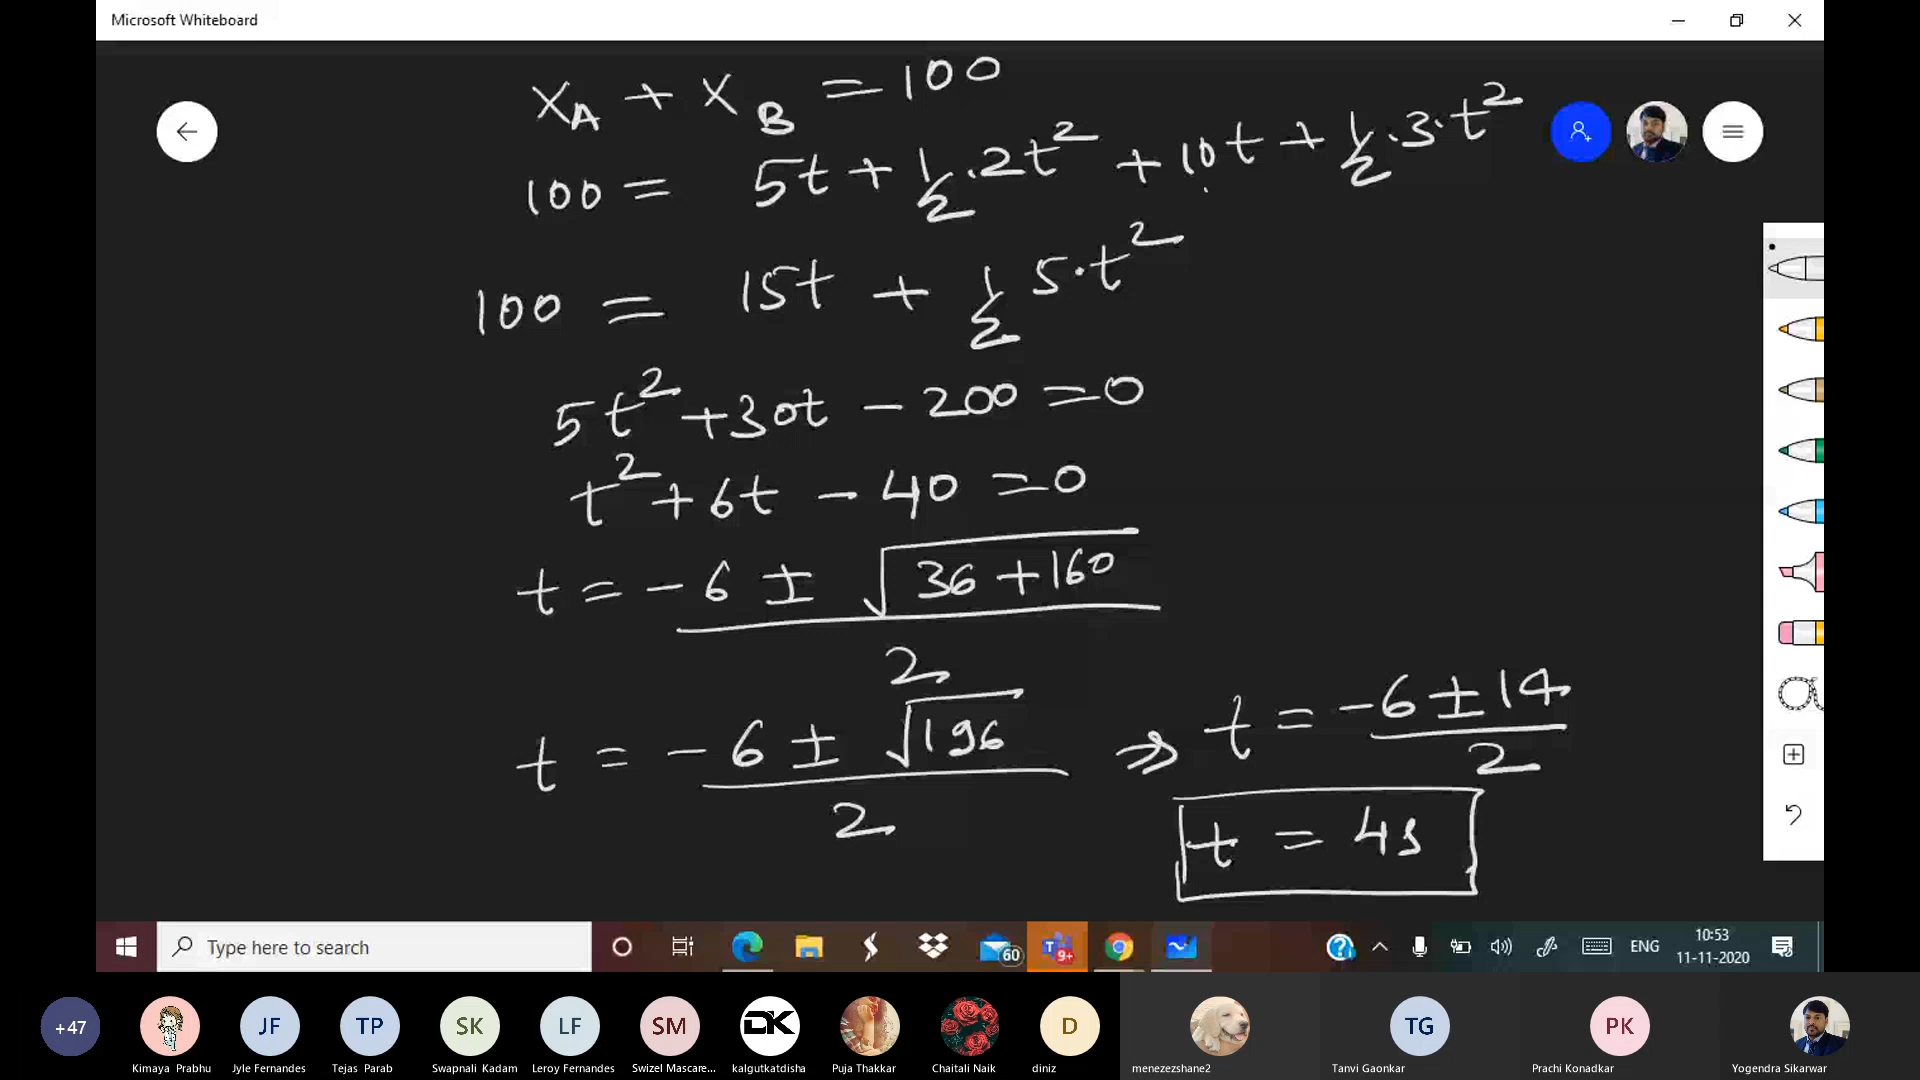 Microsoft Whiteboard
X_A + X_B = 100
100 = 5t + 1/2 · 2t² + 10t + 1/2 · 3 · t²
100 = 15t + 1/2 5 · t²
5t² + 30t - 200 = 0
t² + 6t - 40 = 0
t = -6 ± √(36 + 160) / 2
t = -6 ± √196 / 2 ⇒ t = -6 ± 14 / 2
t = 4s
Type here to search
60
9+
ENG
10:53
11-11-2020
+47
JF
TP
SK
LF
SM
DK
D
TG
PK
Kimaya Prabhu
Jyle Fernandes
Tejas Parab
Swapnali Kadam
Leroy Fernandes
Swizel Mascare...
kalgutkatdisha
Puja Thakkar
Chaitali Naik
diniz
menezezshane2
Tanvi Gaonkar
Prachi Konadkar
Yogendra Sikarwar